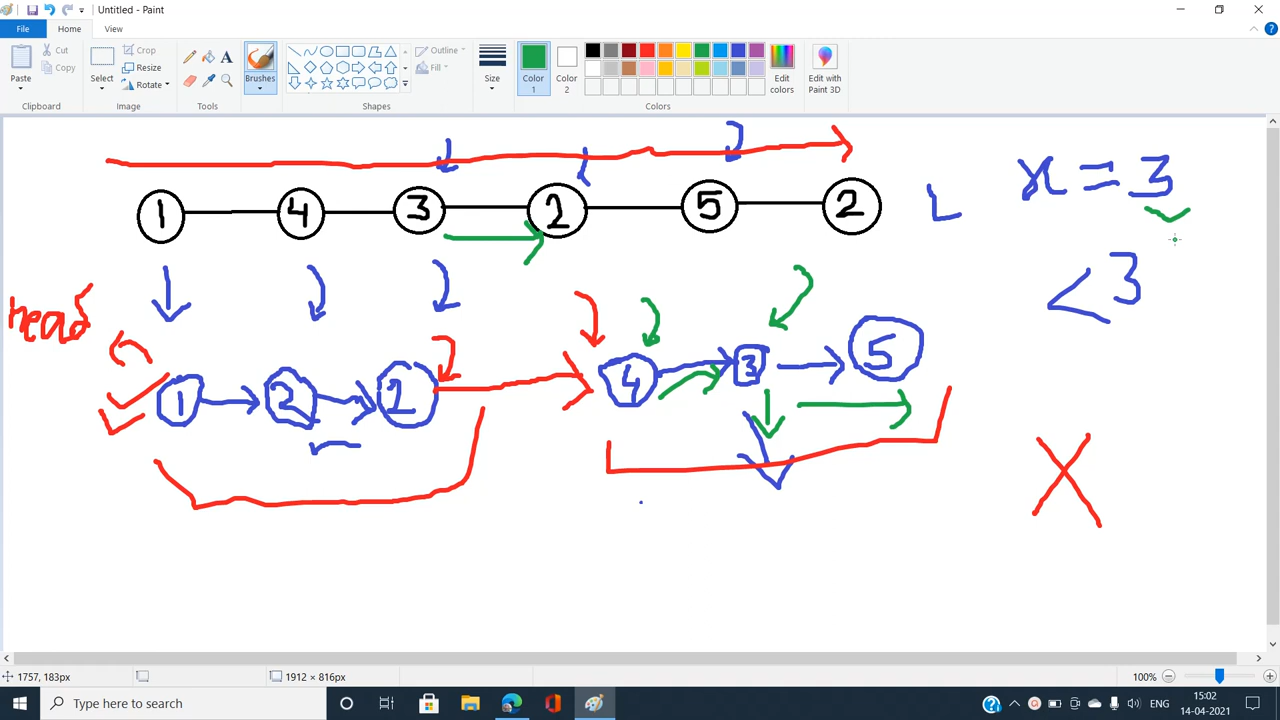 Untitled - Paint
File Home View
Paste Cut Copy Clipboard
Select Crop Resize Rotate Image
Tools
Brushes
Shapes Outline Fill
Size
Color 1 Color 2 Edit colors Colors
Edit with Paint 3D
1 4 3 2 5 2 L
x = 3
< 3
head
1 2 2 4 3 5
X
1757, 183px 1912 × 816px 100%
Type here to search
ENG 15:02 14-04-2021